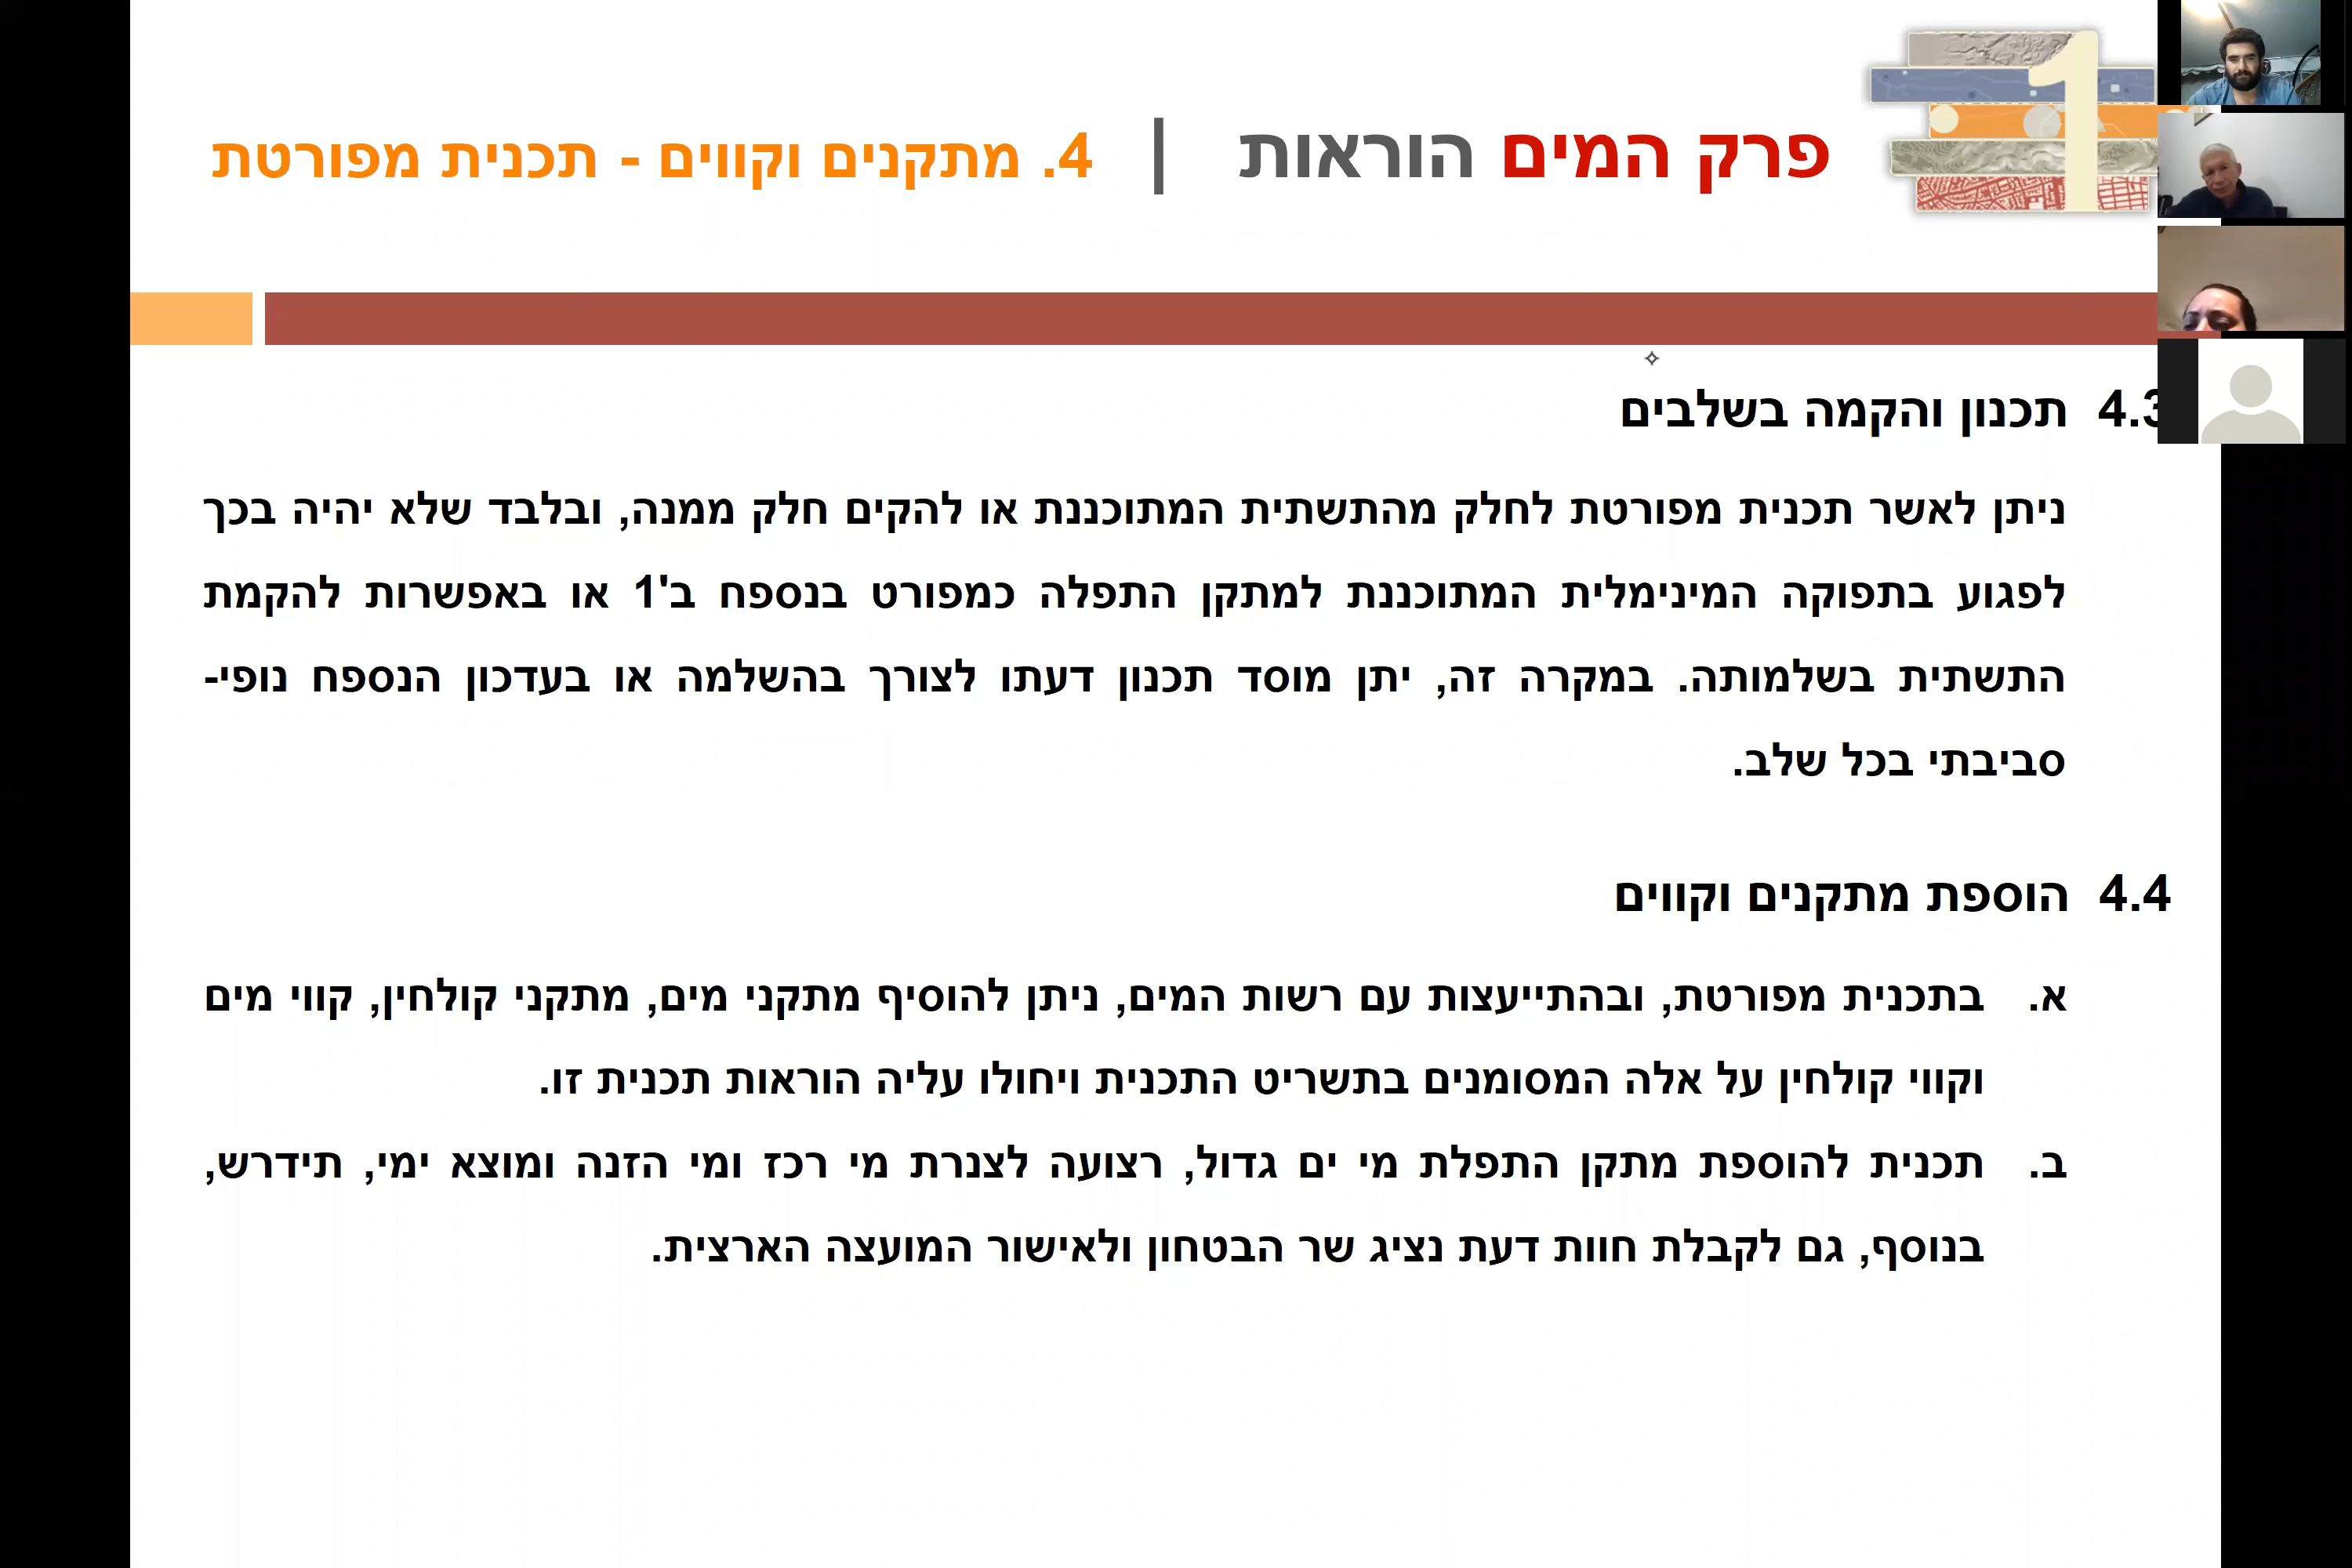 פרק המים הוראות | 4. מתקנים וקווים - תכנית מפורטת
1
4.3 תכנון והקמה בשלבים
ניתן לאשר תכנית מפורטת לחלק מהתשתית המתוכננת או להקים חלק ממנה, ובלבד שלא יהיה בכך
לפגוע בתפוקה המינימלית המתוכננת למתקן התפלה כמפורט בנספח ב'1 או באפשרות להקמת
התשתית בשלמותה. במקרה זה, יתן מוסד תכנון דעתו לצורך בהשלמה או בעדכון הנספח נופי-
סביבתי בכל שלב.
4.4 הוספת מתקנים וקווים
א. בתכנית מפורטת, ובהתייעצות עם רשות המים, ניתן להוסיף מתקני מים, מתקני קולחין, קווי מים
וקווי קולחין על אלה המסומנים בתשריט התכנית ויחולו עליה הוראות תכנית זו.
ב. תכנית להוספת מתקן התפלת מי ים גדול, רצועה לצנרת מי רכז ומי הזנה ומוצא ימי, תידרש,
בנוסף, גם לקבלת חוות דעת נציג שר הבטחון ולאישור המועצה הארצית.